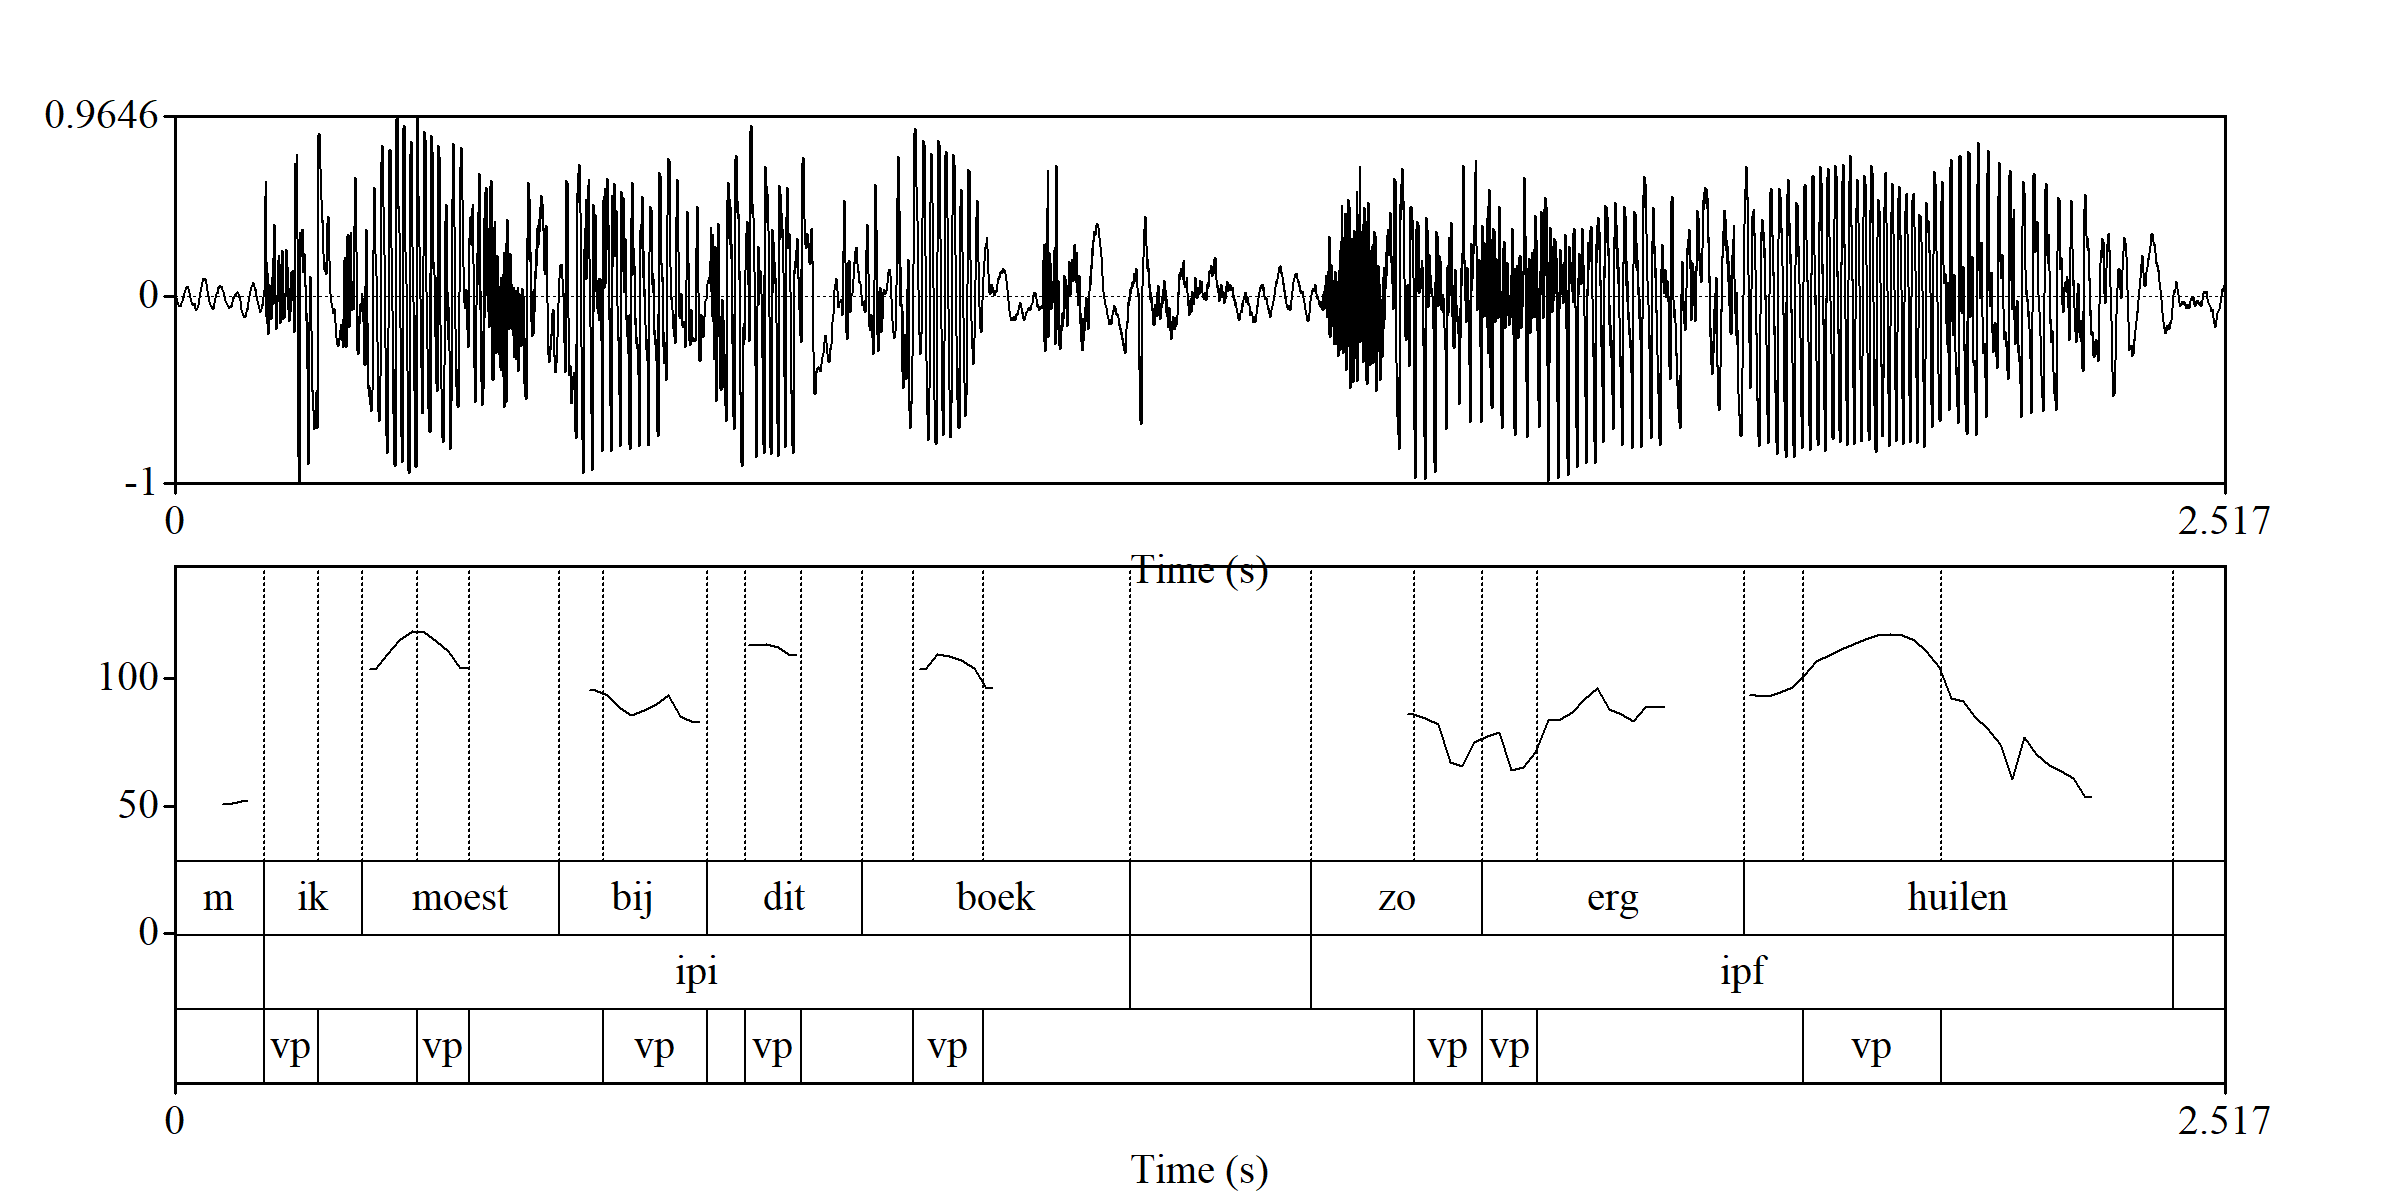 0.9646
0
-1
0 2.517
Time (s)
100
50
0
m ik moest bij dit boek zo erg huilen
ipi ipf
vp vp vp vp vp vp vp vp
0 2.517
Time (s)